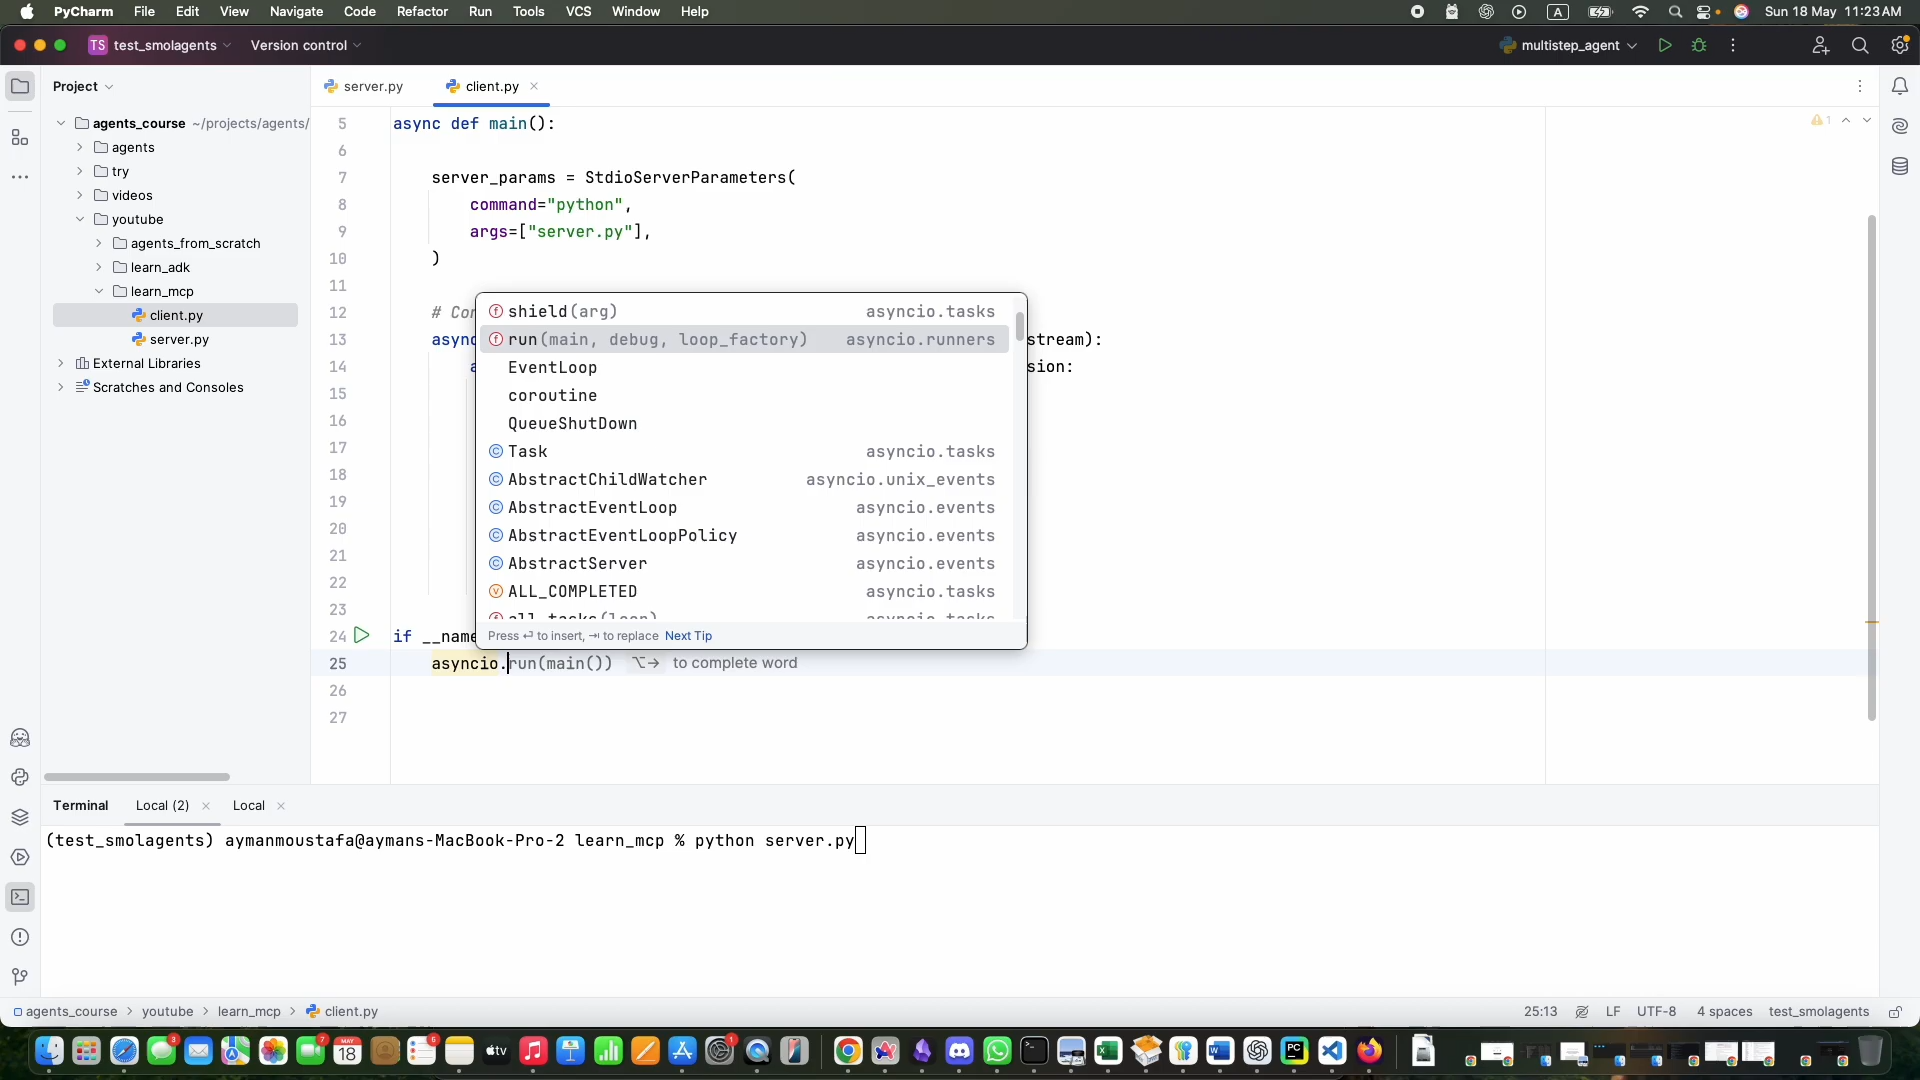 PyCharm File Edit View Navigate Code Refactor Run Tools VCS Window Help
A
Sun 18 May 11:23 AM
TS test_smolagents Version control
multistep_agent
Project
server.py
client.py
agents_course ~/projects/agents/
agents
try
videos
youtube
agents_from_scratch
learn_adk
learn_mcp
client.py
server.py
External Libraries
Scratches and Consoles
1
5 async def main():
6
7 server_params = StdioServerParameters(
8 command="python",
9 args=["server.py"],
10 )
11
12 # Con
13 async stream):
14 a sion:
15
16
17
18
19
20
21
22
23
24 if __name
25 asyncio.run(main()) ⌥→ to complete word
26
27
shield(arg) asyncio.tasks
run(main, debug, loop_factory) asyncio.runners
EventLoop
coroutine
QueueShutDown
Task asyncio.tasks
AbstractChildWatcher asyncio.unix_events
AbstractEventLoop asyncio.events
AbstractEventLoopPolicy asyncio.events
AbstractServer asyncio.events
ALL_COMPLETED asyncio.tasks
all_tasks(loop) asyncio.tasks
Press ⏎ to insert, ⇥ to replace Next Tip
Terminal Local (2) Local
(test_smolagents) aymanmoustafa@aymans-MacBook-Pro-2 learn_mcp % python server.py
agents_course > youtube > learn_mcp > client.py
25:13 LF UTF-8 4 spaces test_smolagents